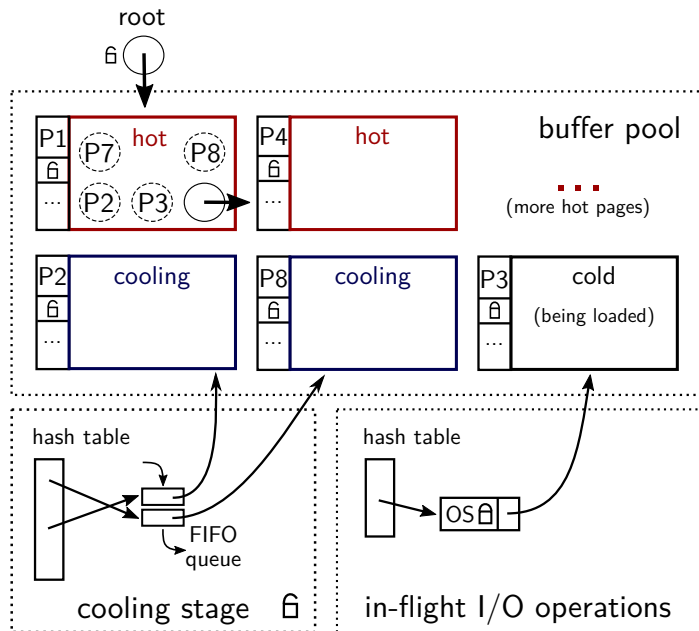 root
buffer pool
P1
hot
P7
P8
P2
P3
...
P4
hot
...
(more hot pages)
P2
cooling
...
P8
cooling
...
P3
cold
(being loaded)
...
hash table
FIFO
queue
cooling stage
hash table
OS
in-flight I/O operations